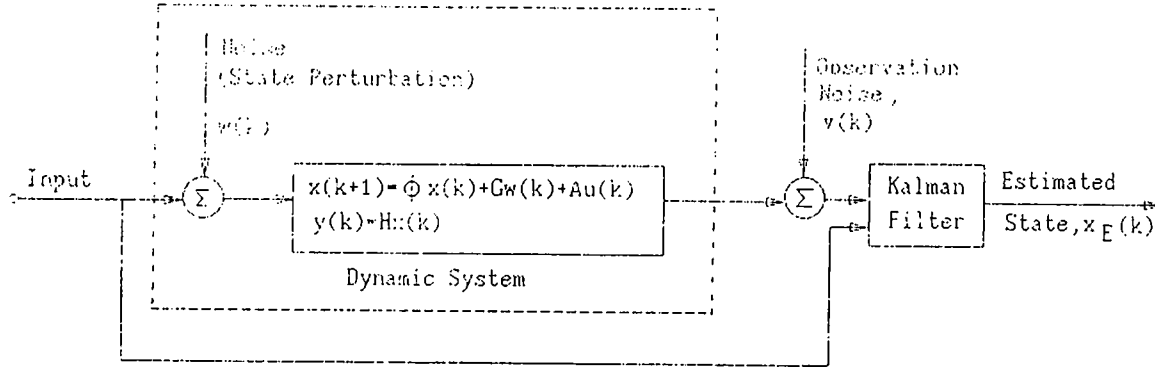 Noise
(State Perturbation)
w(k)
Observation
Noise,
v(k)
Input
Σ
x(k+1)=Φ x(k)+Gw(k)+Au(k)
y(k)=Hx(k)
Dynamic System
Σ
Kalman
Filter
Estimated
State,x_E(k)